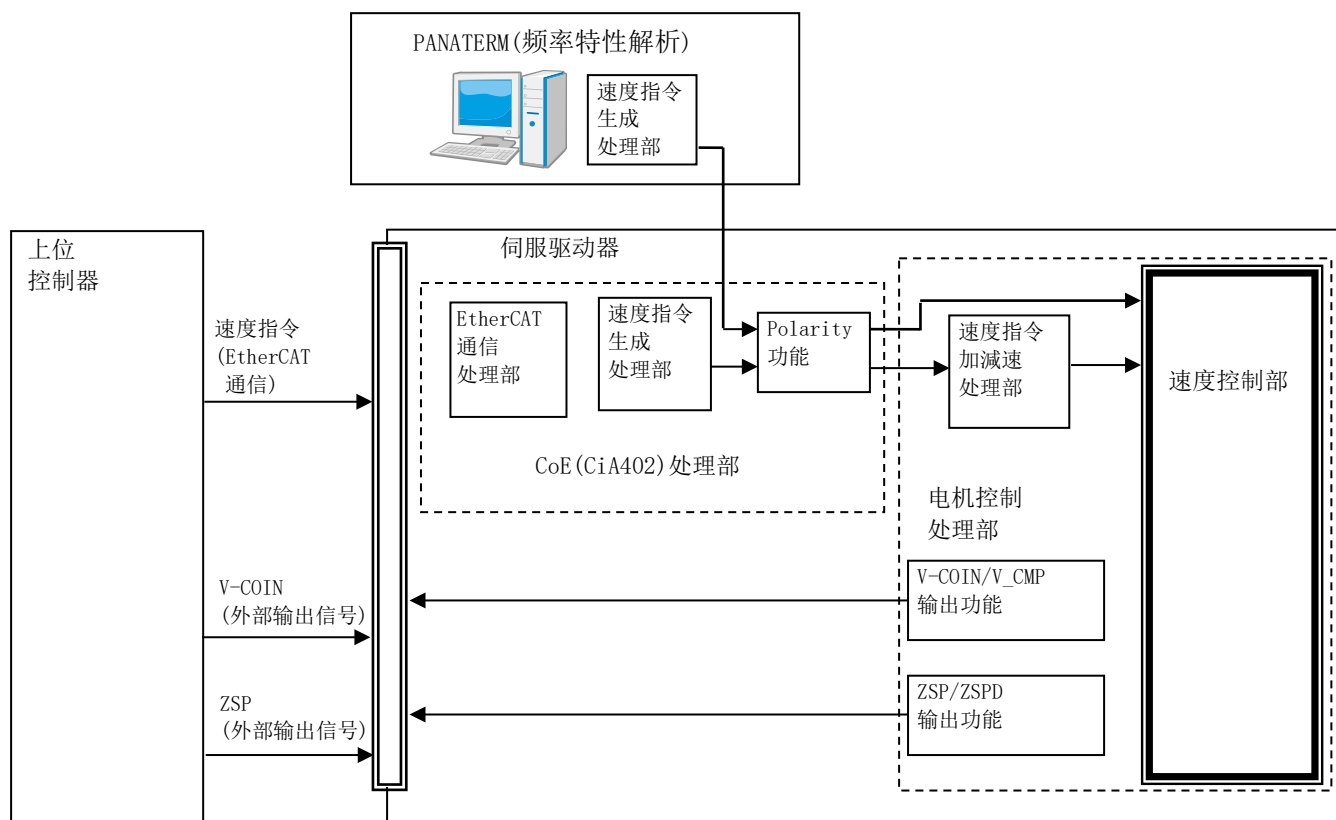 PANATERM(频率特性解析)
速度指令
生成
处理部
伺服驱动器
上位
控制器
速度指令
(EtherCAT
通信)
EtherCAT
通信
处理部
速度指令
生成
处理部
Polarity
功能
速度指令
加減速
处理部
速度控制部
CoE(CiA402)处理部
电机控制
处理部
V-COIN
(外部输出信号)
V-COIN/V_CMP
输出功能
ZSP
(外部输出信号)
ZSP/ZSPD
输出功能